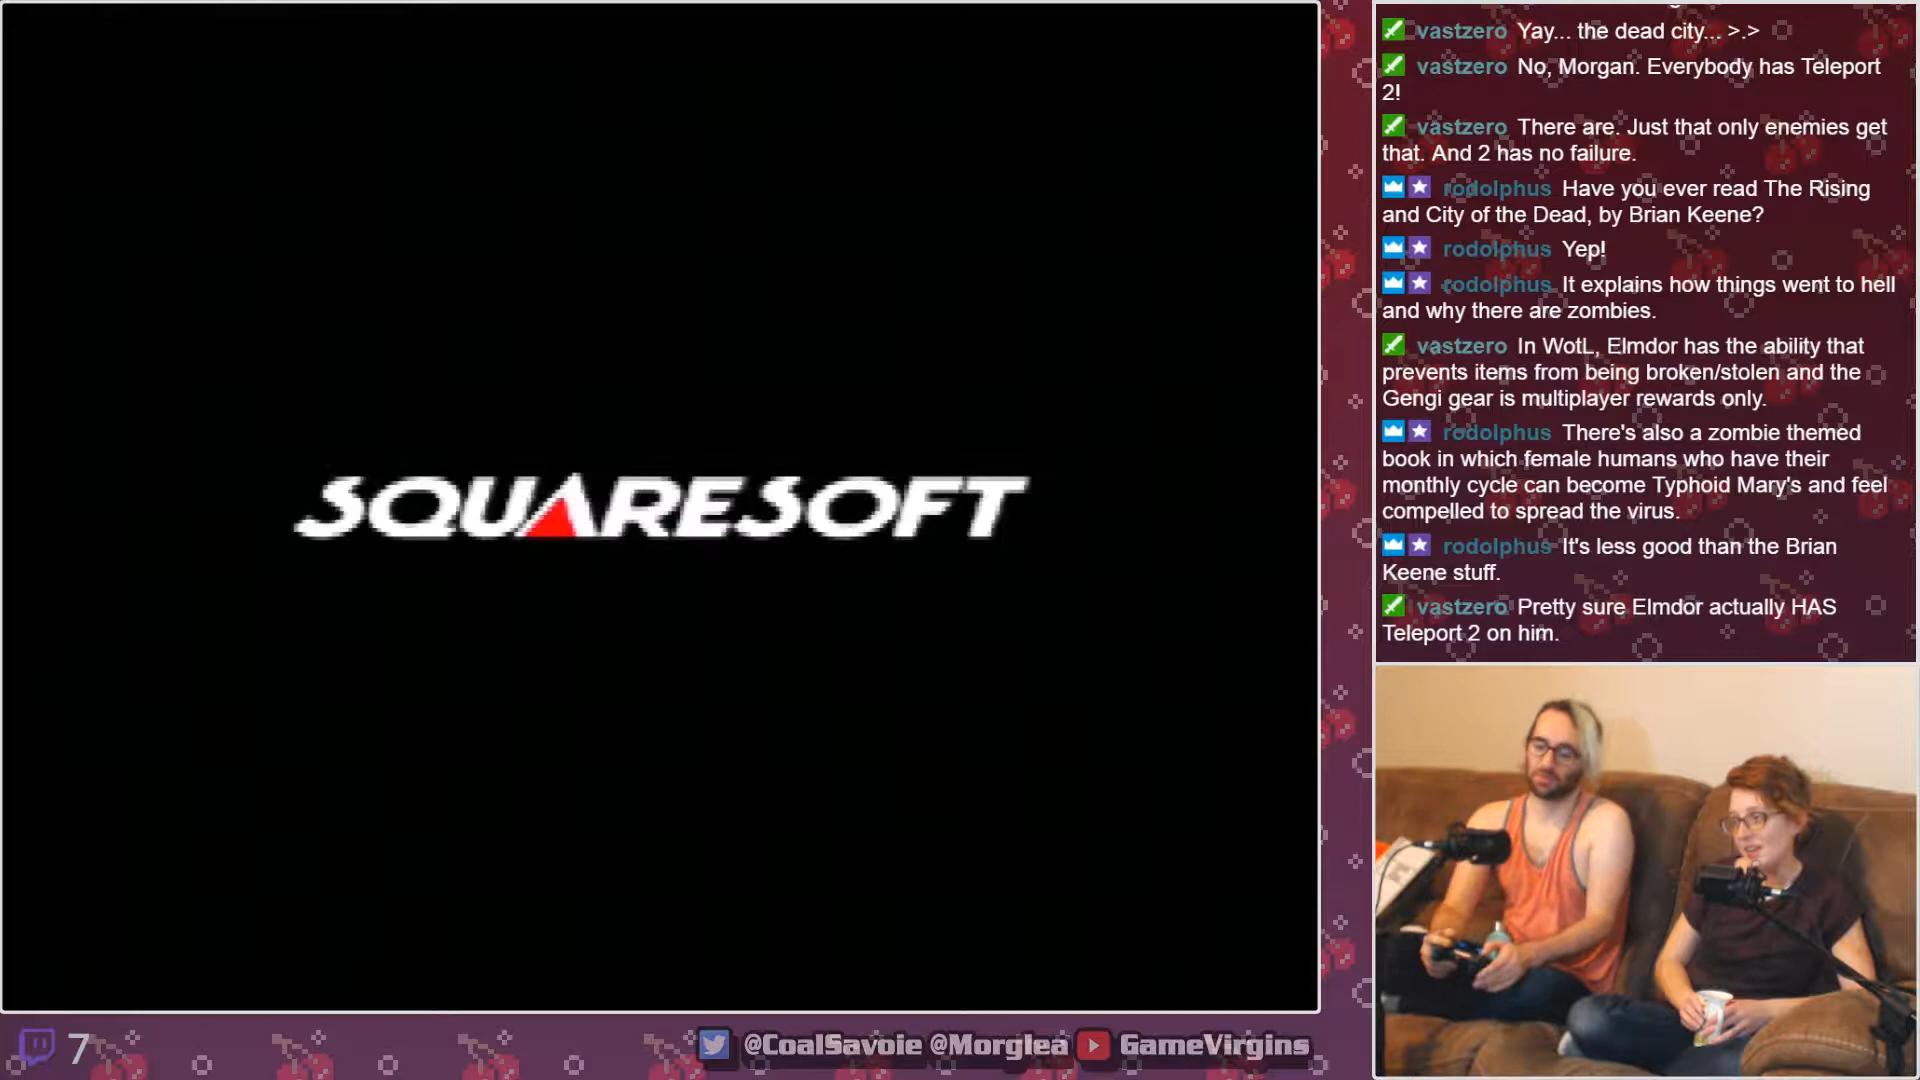 SQUARESOFT
vastzero Yay... the dead city... >.>
vastzero No, Morgan. Everybody has Teleport
2!
vastzero There are. Just that only enemies get
that. And 2 has no failure.
rodolphus Have you ever read The Rising
and City of the Dead, by Brian Keene?
rodolphus Yep!
rodolphus It explains how things went to hell
and why there are zombies.
vastzero In WotL, Elmdor has the ability that
prevents items from being broken/stolen and the
Gengi gear is multiplayer rewards only.
rodolphus There's also a zombie themed
book in which female humans who have their
monthly cycle can become Typhoid Mary's and feel
compelled to spread the virus.
rodolphus It's less good than the Brian
Keene stuff.
vastzero Pretty sure Elmdor actually HAS
Teleport 2 on him.
7
@CoalSavoie @Morglea GameVirgins